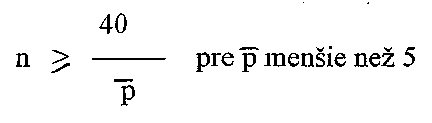 40
n ⩾ ——— pre p̅ menšie než 5
p̅